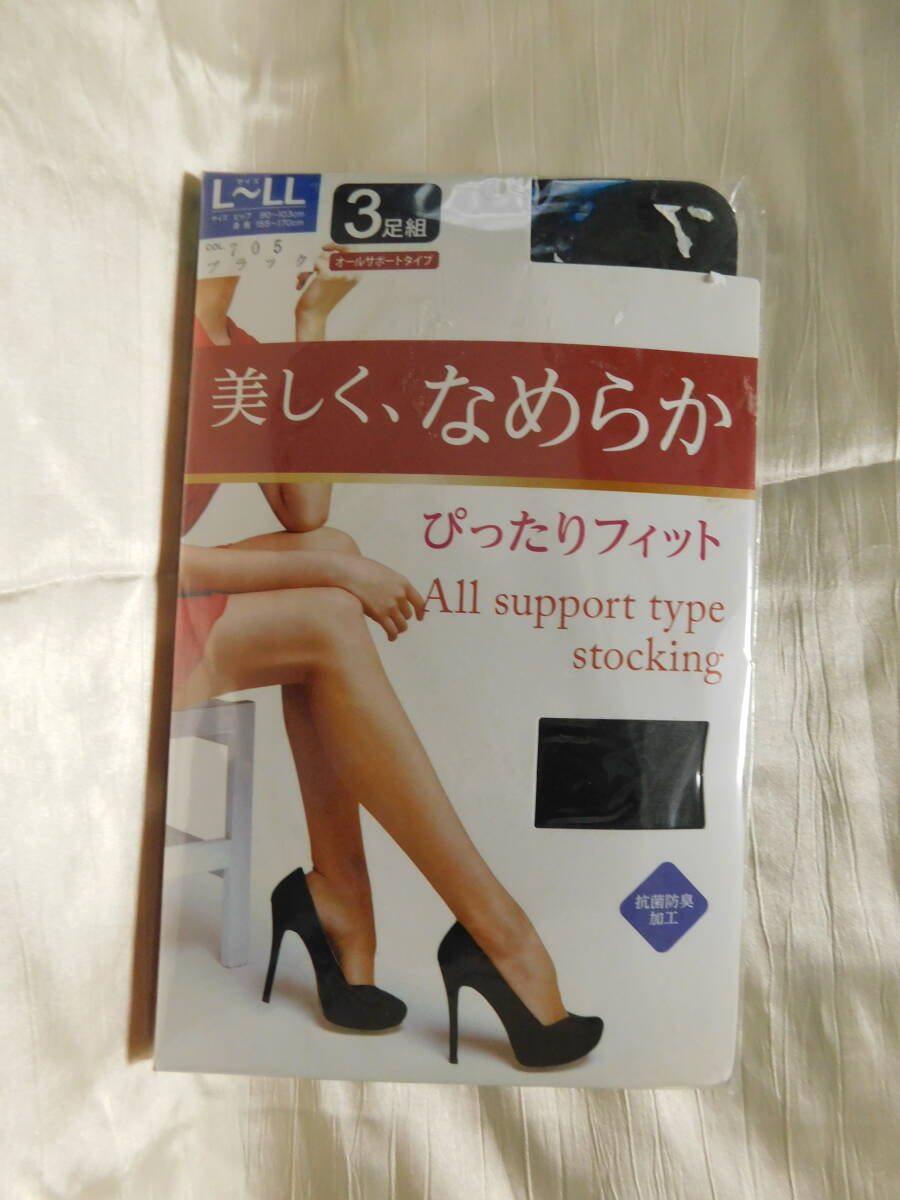 サイズ
L〜LL
サイズ ヒップ 90〜103cm
身長 155〜170cm
COL. 705
ブラック
3足組
オールサポートタイプ
美しく、なめらか
ぴったりフィット
All support type
stocking
抗菌防臭
加工